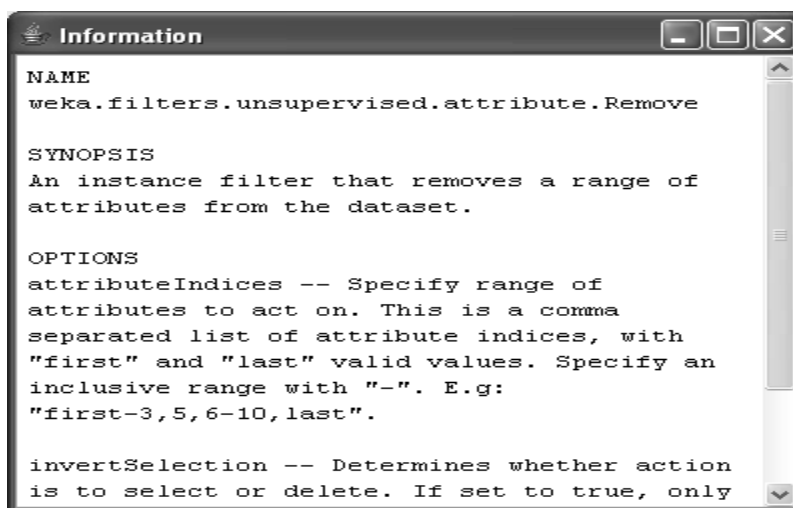 Information
NAME
weka.filters.unsupervised.attribute.Remove
SYNOPSIS
An instance filter that removes a range of
attributes from the dataset.
OPTIONS
attributeIndices -- Specify range of
attributes to act on. This is a comma
separated list of attribute indices, with
"first" and "last" valid values. Specify an
inclusive range with "-". E.g:
"first-3,5,6-10,last".
invertSelection -- Determines whether action
is to select or delete. If set to true, only